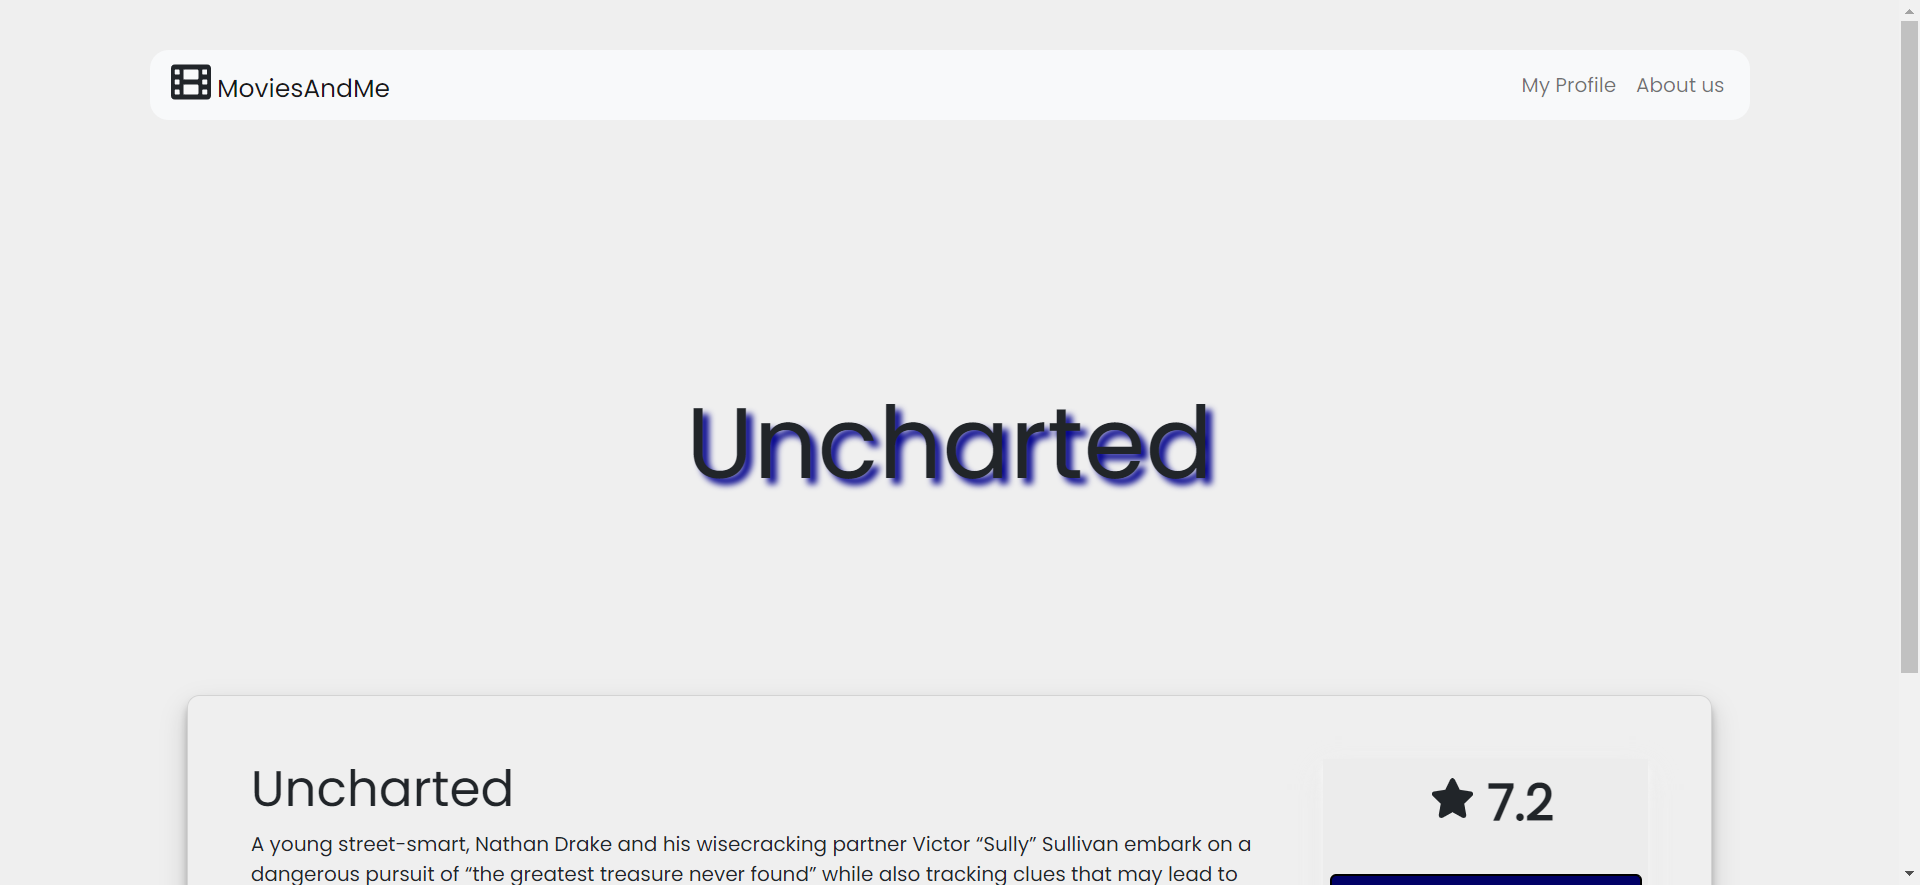 MoviesAndMe
My Profile
About us
Uncharted
Uncharted
7.2
A young street-smart, Nathan Drake and his wisecracking partner Victor “Sully” Sullivan embark on a
dangerous pursuit of “the greatest treasure never found” while also tracking clues that may lead to